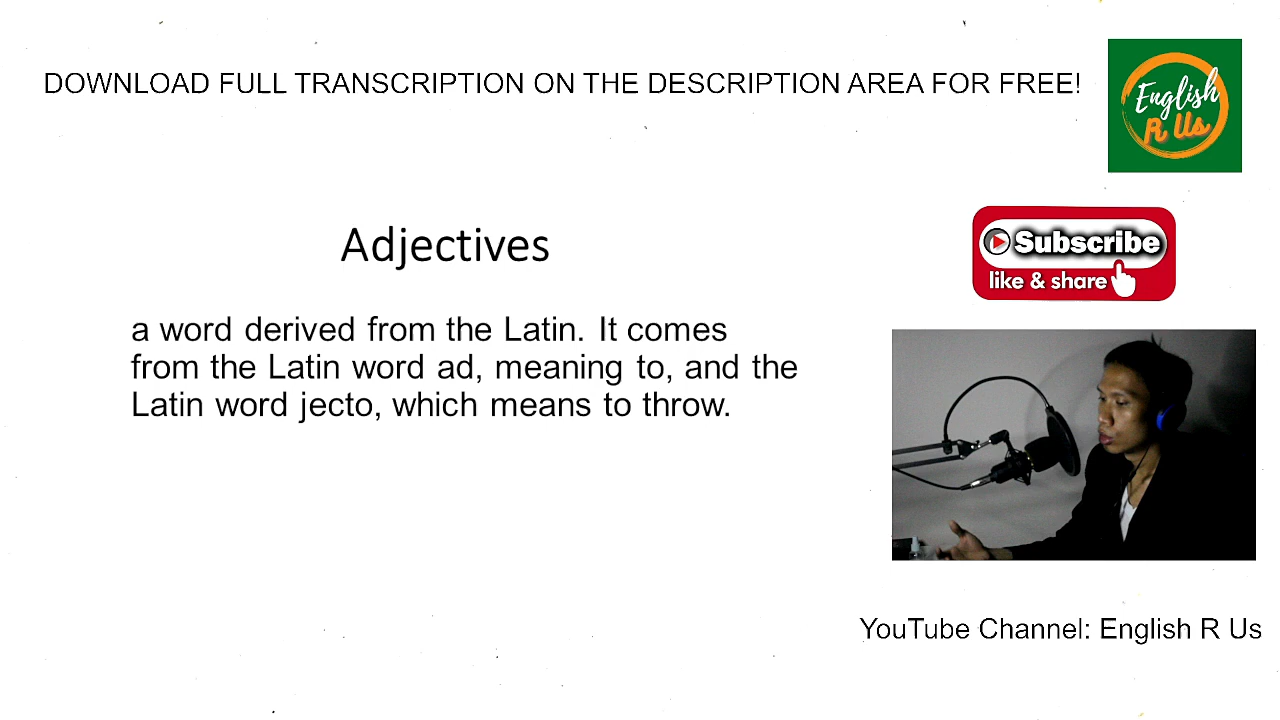 DOWNLOAD FULL TRANSCRIPTION ON THE DESCRIPTION AREA FOR FREE!
English
R Us
Subscribe
like & share
Adjectives
a word derived from the Latin. It comes
from the Latin word ad, meaning to, and the
Latin word jecto, which means to throw.
YouTube Channel: English R Us